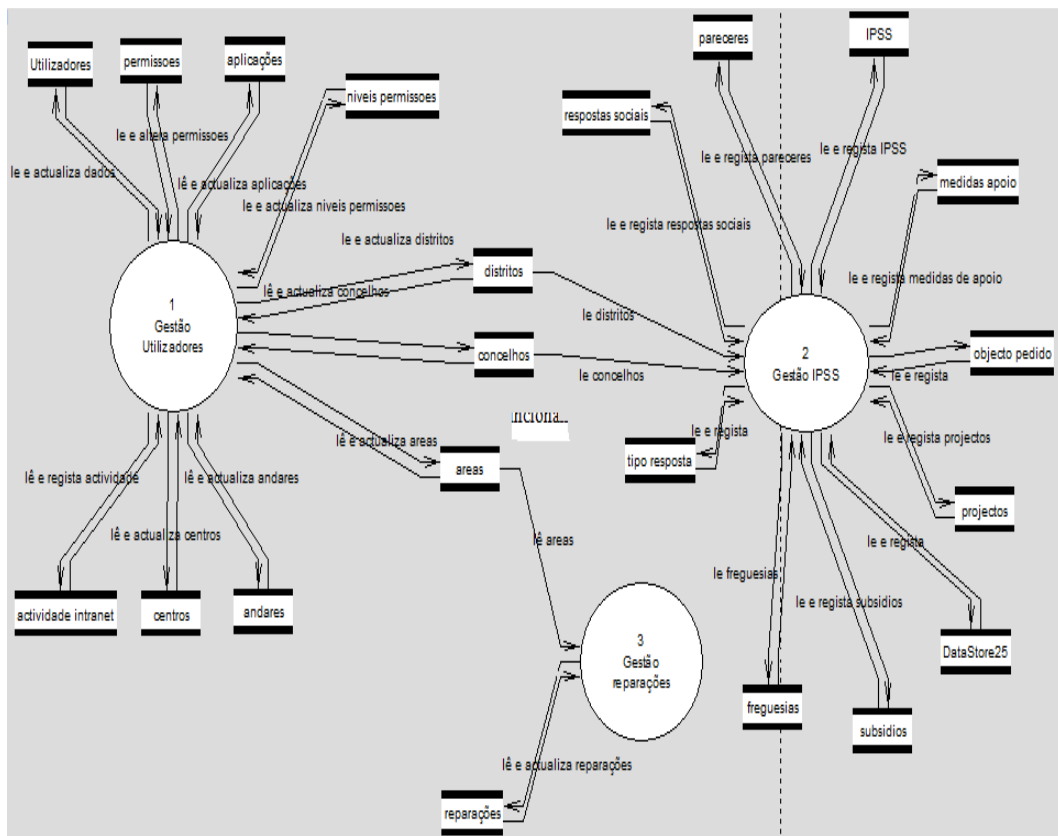 Utilizadores
permissoes
aplicações
niveis permissoes
pareceres
IPSS
respostas sociais
medidas apoio
le e altera permissoes
le e actualiza dados
lê e actualiza aplicações
le e actualiza niveis permissoes
le e regista pareceres
le e regista IPSS
le e regista respostas sociais
le e actualiza distritos
lê e actualiza concelhos
distritos
le distritos
le e regista medidas de apoio
1
Gestão
Utilizadores
2
Gestão IPSS
concelhos
le concelhos
objecto pedido
le e regista
lê e actualiza areas
le e regista
le e regista projectos
tipo resposta
areas
lê e regista actividade
lê e actualiza andares
lê e actualiza centros
projectos
lê areas
le e regista
le freguesias
le e regista subsidios
actividade intranet
centros
andares
3
Gestão
reparações
DataStore25
freguesias
subsidios
lê e actualiza reparações
reparações